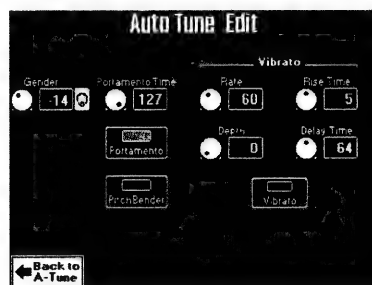 Auto Tune Edit
Vibrato
Gender
Portamento Time
Rate
Rise Time
-14
127
60
5
Depth
Delay Time
0
64
Portamento
PitchBender
Vibrato
Back to
A-Tune